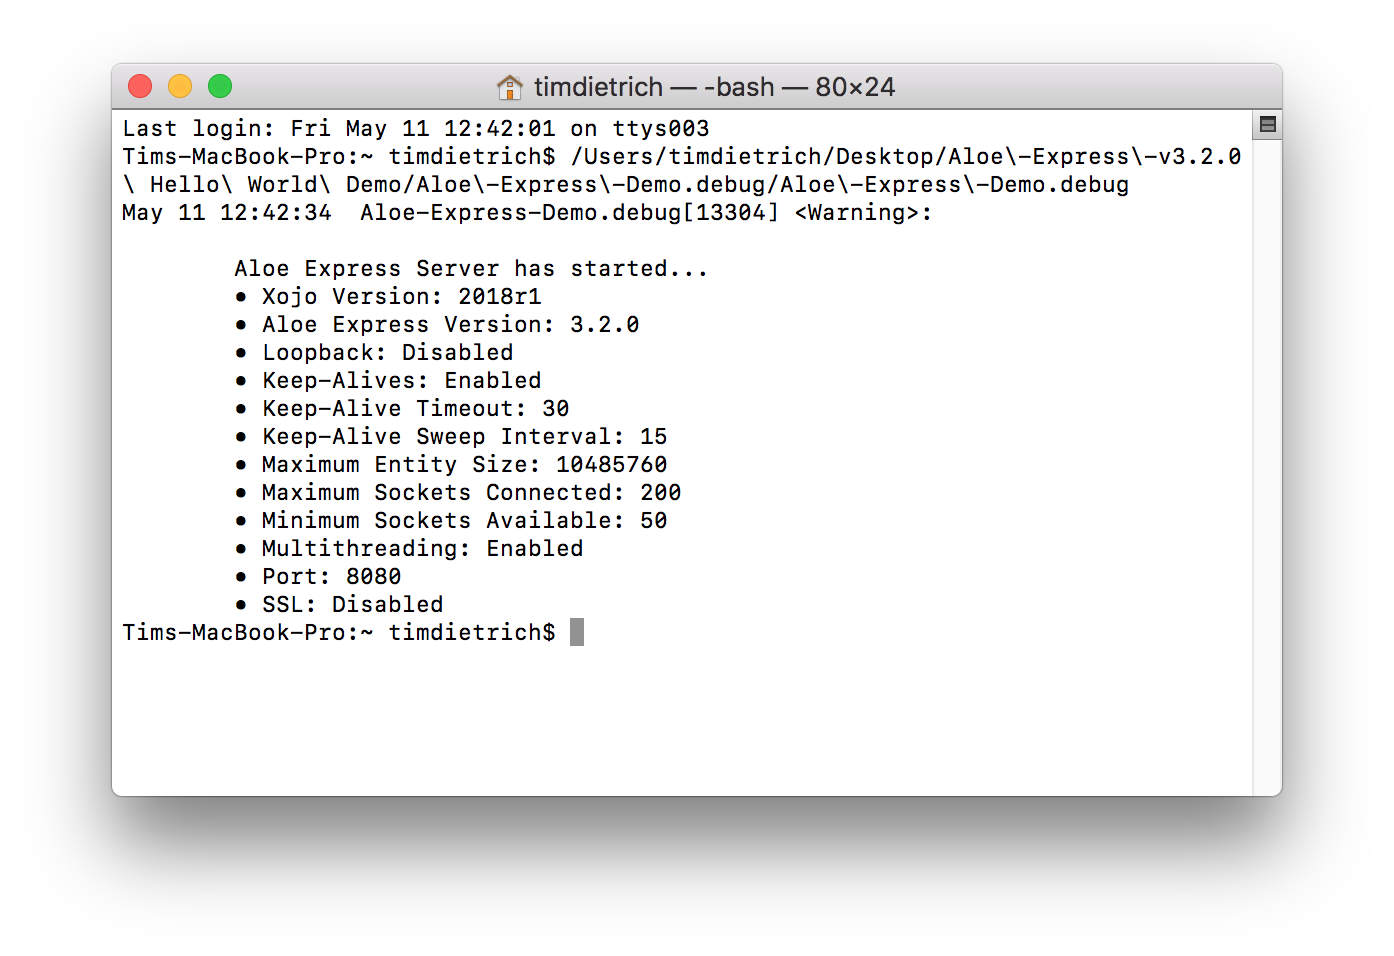 timdietrich — -bash — 80×24
Last login: Fri May 11 12:42:01 on ttys003
Tims-MacBook-Pro:~ timdietrich$ /Users/timdietrich/Desktop/Aloe\-Express\-v3.2.0
\ Hello\ World\ Demo/Aloe\-Express\-Demo.debug/Aloe\-Express\-Demo.debug
May 11 12:42:34  Aloe-Express-Demo.debug[13304] <Warning>:
Aloe Express Server has started...
• Xojo Version: 2018r1
• Aloe Express Version: 3.2.0
• Loopback: Disabled
• Keep-Alives: Enabled
• Keep-Alive Timeout: 30
• Keep-Alive Sweep Interval: 15
• Maximum Entity Size: 10485760
• Maximum Sockets Connected: 200
• Minimum Sockets Available: 50
• Multithreading: Enabled
• Port: 8080
• SSL: Disabled
Tims-MacBook-Pro:~ timdietrich$